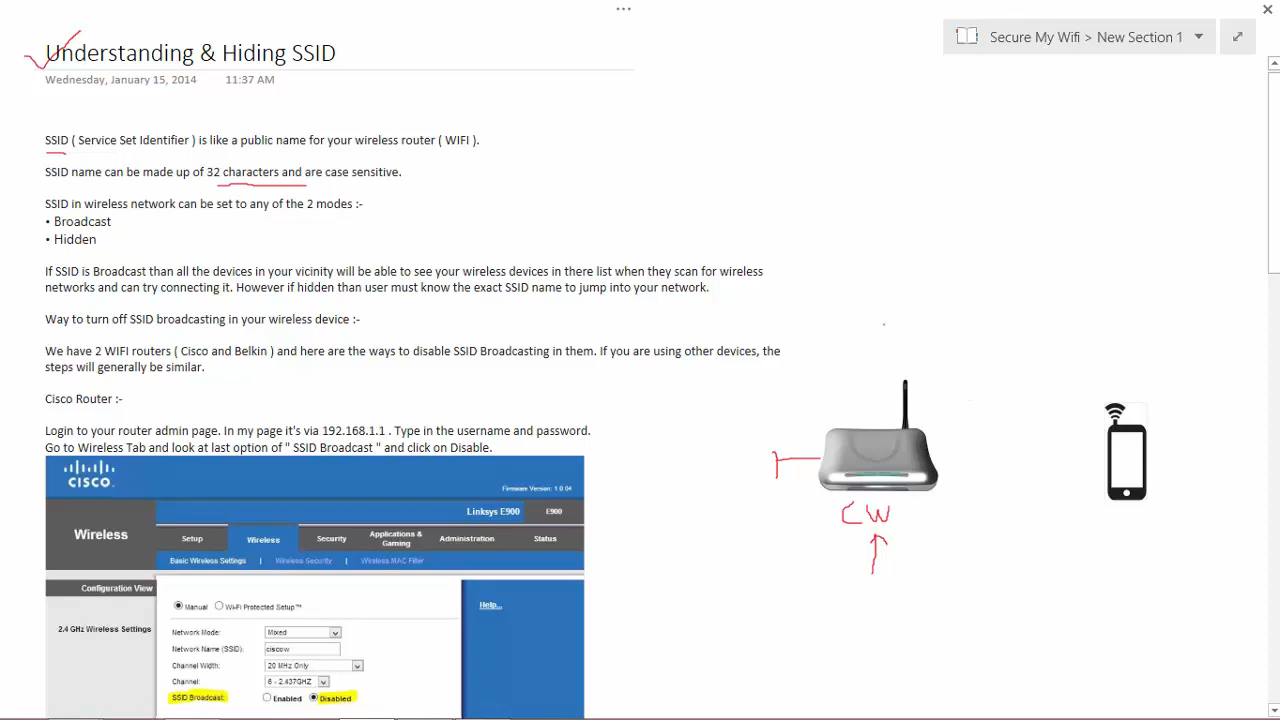 Understanding & Hiding SSID
Secure My Wifi > New Section 1
Wednesday, January 15, 2014 11:37 AM
SSID ( Service Set Identifier ) is like a public name for your wireless router ( WIFI ).
SSID name can be made up of 32 characters and are case sensitive.
SSID in wireless network can be set to any of the 2 modes :-
• Broadcast
• Hidden
If SSID is Broadcast than all the devices in your vicinity will be able to see your wireless devices in there list when they scan for wireless
networks and can try connecting it. However if hidden than user must know the exact SSID name to jump into your network.
Way to turn off SSID broadcasting in your wireless device :-
We have 2 WIFI routers ( Cisco and Belkin ) and here are the ways to disable SSID Broadcasting in them. If you are using other devices, the
steps will generally be similar.
Cisco Router :-
Login to your router admin page. In my page it's via 192.168.1.1 . Type in the username and password.
Go to Wireless Tab and look at last option of " SSID Broadcast " and click on Disable.
CISCO
Firmware Version: 1.0.04
Linksys E900 E900
Wireless
Setup Wireless Security Applications & Gaming Administration Status
Basic Wireless Settings | Wireless Security | Wireless MAC Filter
Configuration View
Manual Wi-Fi Protected Setup™
Help...
2.4 GHz Wireless Settings
Network Mode: Mixed
Network Name (SSID): ciscow
Channel Width: 20 MHz Only
Channel: 6 - 2.437GHZ
SSID Broadcast: Enabled Disabled
CW